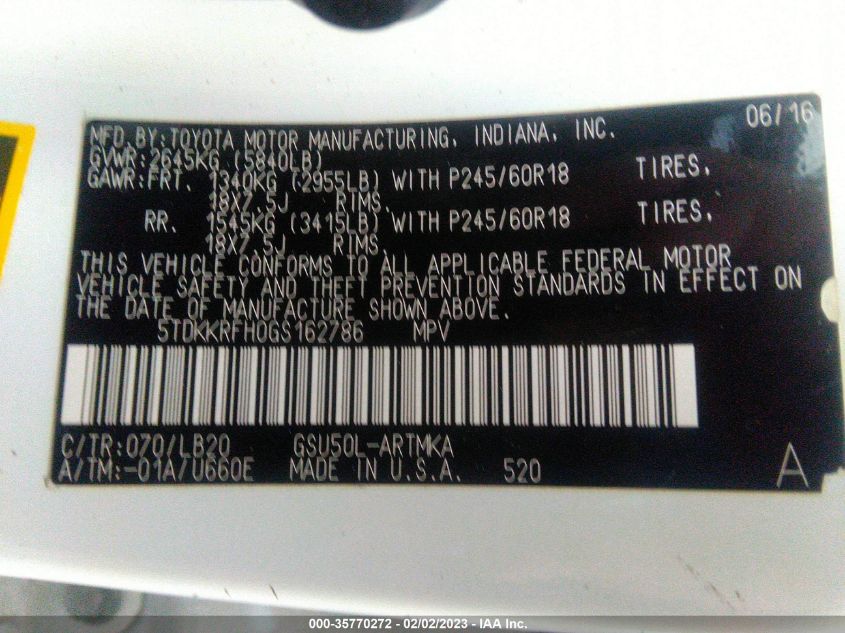 06/16
MFD. BY: TOYOTA MOTOR MANUFACTURING, INDIANA, INC.
GVWR: 2645KG (5840LB)
GAWR: FRT. 1340KG (2955LB) WITH P245/60R18 TIRES,
18X7.5J RIMS
RR. 1545KG (3415LB) WITH P245/60R18 TIRES,
18X7.5J RIMS
THIS VEHICLE CONFORMS TO ALL APPLICABLE FEDERAL MOTOR
VEHICLE SAFETY AND THEFT PREVENTION STANDARDS IN EFFECT ON
THE DATE OF MANUFACTURE SHOWN ABOVE.
5TDKKRFH0GS162786 MPV
C/TR: 070/LB20 GSU50L-ARTMKA
A/TM: -01A/U660E MADE IN U.S.A. 520
A
000-35770272 - 02/02/2023 - IAA Inc.